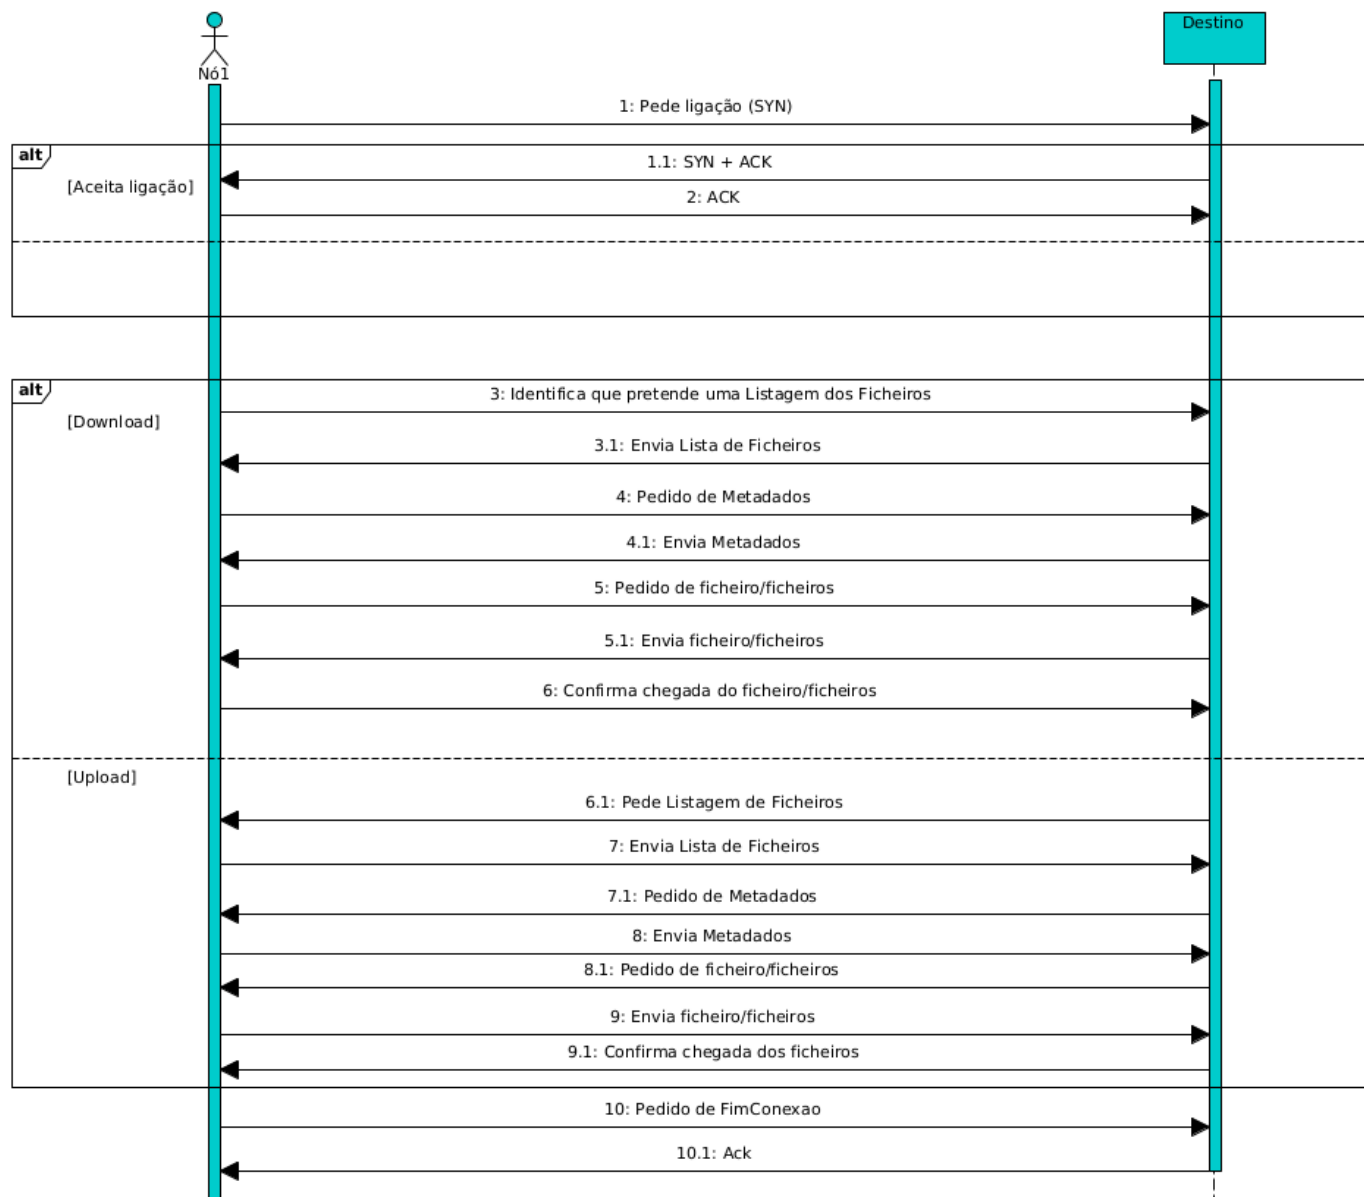 Nó1
Destino
1: Pede ligação (SYN)
alt
1.1: SYN + ACK
[Aceita ligação]
2: ACK
alt
3: Identifica que pretende uma Listagem dos Ficheiros
[Download]
3.1: Envia Lista de Ficheiros
4: Pedido de Metadados
4.1: Envia Metadados
5: Pedido de ficheiro/ficheiros
5.1: Envia ficheiro/ficheiros
6: Confirma chegada do ficheiro/ficheiros
[Upload]
6.1: Pede Listagem de Ficheiros
7: Envia Lista de Ficheiros
7.1: Pedido de Metadados
8: Envia Metadados
8.1: Pedido de ficheiro/ficheiros
9: Envia ficheiro/ficheiros
9.1: Confirma chegada dos ficheiros
10: Pedido de FimConexao
10.1: Ack